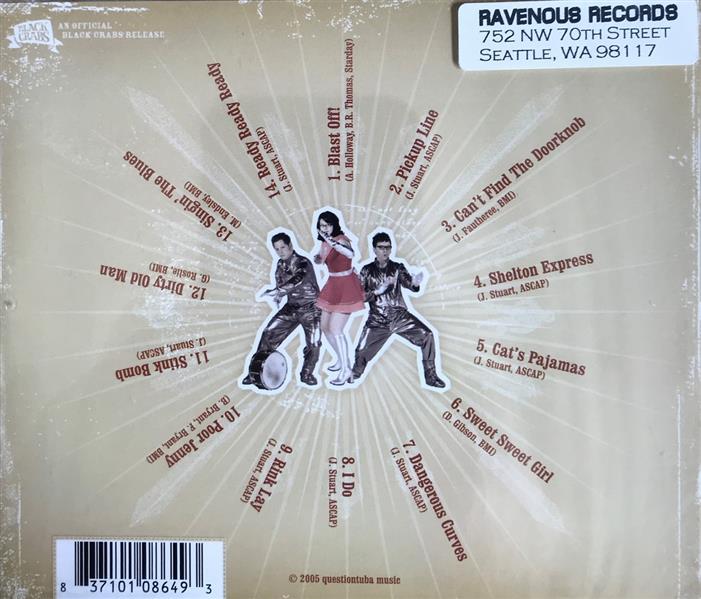 BLACK
CRABS
AN OFFICIAL
BLACK CRABS RELEASE
RAVENOUS RECORDS
752 NW 70TH STREET
SEATTLE, WA 98117
1. Blast Off!
(A. Holloway, B.R. Thomas, Starday)
2. Pickup Line
(J. Stuart, ASCAP)
3. Can't Find The Doorknob
(J. Fautheree, BMI)
4. Shelton Express
(J. Stuart, ASCAP)
5. Cat's Pajamas
(J. Stuart, ASCAP)
6. Sweet Sweet Girl
(D. Gibson, BMI)
7. Dangerous Curves
(J. Stuart, ASCAP)
8. I Do
(J. Stuart, ASCAP)
9. Rink Lay
(J. Stuart, ASCAP)
10. Poor Jenny
(B. Bryant, F. Bryant, BMI)
11. Stink Bomb
(J. Stuart, ASCAP)
12. Dirty Old Man
(G. Roslie, BMI)
13. Singin' The Blues
(M. Endsley, BMI)
14. Ready Ready Ready
(J. Stuart, ASCAP)
8 37101 08649 3
© 2005 questiontuba music